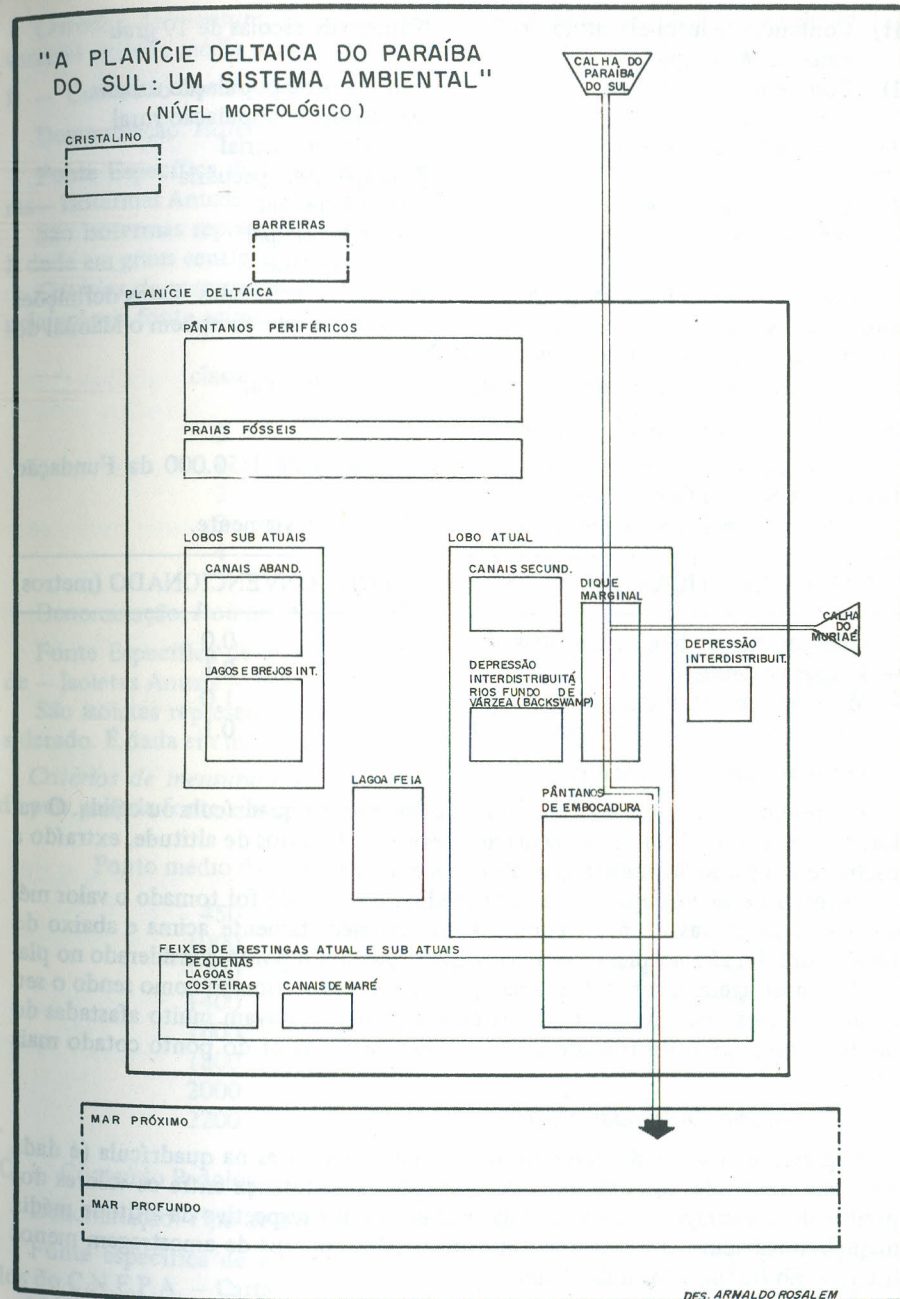 "A PLANÍCIE DELTAICA DO PARAÍBA
DO SUL: UM SISTEMA AMBIENTAL"
(NÍVEL MORFOLÓGICO)
CALHA DO
PARAÍBA
DO SUL
CRISTALINO
BARREIRAS
PLANÍCIE DELTÁICA
PÂNTANOS PERIFÉRICOS
PRAIAS FÓSSEIS
LOBOS SUB ATUAIS
CANAIS ABAND.
LAGOS E BREJOS INT.
LOBO ATUAL
CANAIS SECUND.
DIQUE
MARGINAL
CALHA
DO
MURIAÉ
DEPRESSÃO
INTERDISTRIBUIT.
DEPRESSÃO
INTERDISTRIBUITÁ
RIOS FUNDO DE
VÁRZEA (BACKSWAMP)
LAGOA FEIA
PÂNTANOS
DE EMBOCADURA
FEIXES DE RESTINGAS ATUAL E SUB ATUAIS
PEQUENAS
LAGOAS
COSTEIRAS
CANAIS DE MARÉ
MAR PRÓXIMO
MAR PROFUNDO
DES. ARNALDO ROSALEM